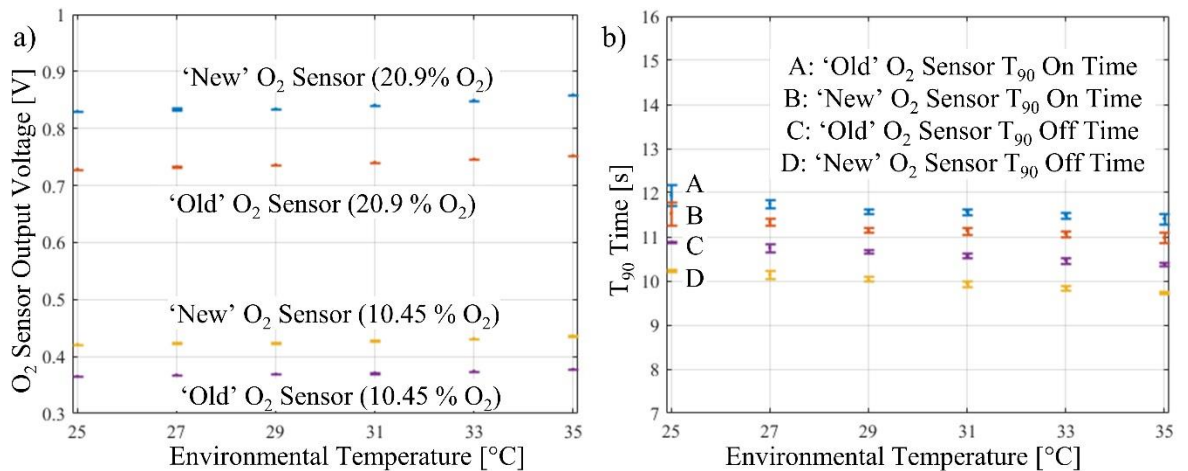 a)
O₂ Sensor Output Voltage [V]
1
0.9
0.8
0.7
0.6
0.5
0.4
0.3
‘New’ O₂ Sensor (20.9% O₂)
‘Old’ O₂ Sensor (20.9 % O₂)
‘New’ O₂ Sensor (10.45 % O₂)
‘Old’ O₂ Sensor (10.45 % O₂)
25 27 29 31 33 35
Environmental Temperature [°C]
b)
T₉₀ Time [s]
16
15
14
13
12
11
10
9
8
7
6
A: ‘Old’ O₂ Sensor T₉₀ On Time
B: ‘New’ O₂ Sensor T₉₀ On Time
C: ‘Old’ O₂ Sensor T₉₀ Off Time
D: ‘New’ O₂ Sensor T₉₀ Off Time
A
B
C
D
25 27 29 31 33 35
Environmental Temperature [°C]